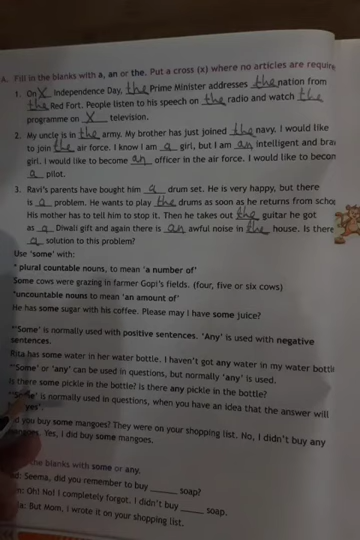 A. Fill in the blanks with a, an or the. Put a cross (x) where no articles are require
1. On X Independence Day, the Prime Minister addresses the nation from
the Red Fort. People listen to his speech on the radio and watch the
programme on X television.
2. My uncle is in the army. My brother has just joined the navy. I would like
to join the air force. I know I am a girl, but I am an intelligent and bra
girl. I would like to become an officer in the air force. I would like to becom
a pilot.
3. Ravi's parents have bought him a drum set. He is very happy, but there
is a problem. He wants to play the drums as soon as he returns from schoo
His mother has to tell him to stop it. Then he takes out the guitar he got
as a Diwali gift and again there is an awful noise in the house. Is there
a solution to this problem?
Use 'some' with:
* plural countable nouns, to mean 'a number of'
Some cows were grazing in farmer Gopi's fields. (four, five or six cows)
*uncountable nouns to mean 'an amount of'
He has some sugar with his coffee. Please may I have some juice?
*'Some' is normally used with positive sentences. 'Any' is used with negative
sentences.
Rita has some water in her water bottle. I haven't got any water in my water bottl
*'Some' or 'any' can be used in questions, but normally 'any' is used.
Is there some pickle in the bottle? Is there any pickle in the bottle?
*'Some' is normally used in questions, when you have an idea that the answer will
yes'.
d you buy some mangoes? They were on your shopping list. No, I didn't buy any
Yes, I did buy some mangoes.
the blanks with some or any.
d: Seema, did you remember to buy ______ soap?
Oh! No! I completely forgot. I didn't buy ______ soap.
a: But Mom, I wrote it on your shopping list.